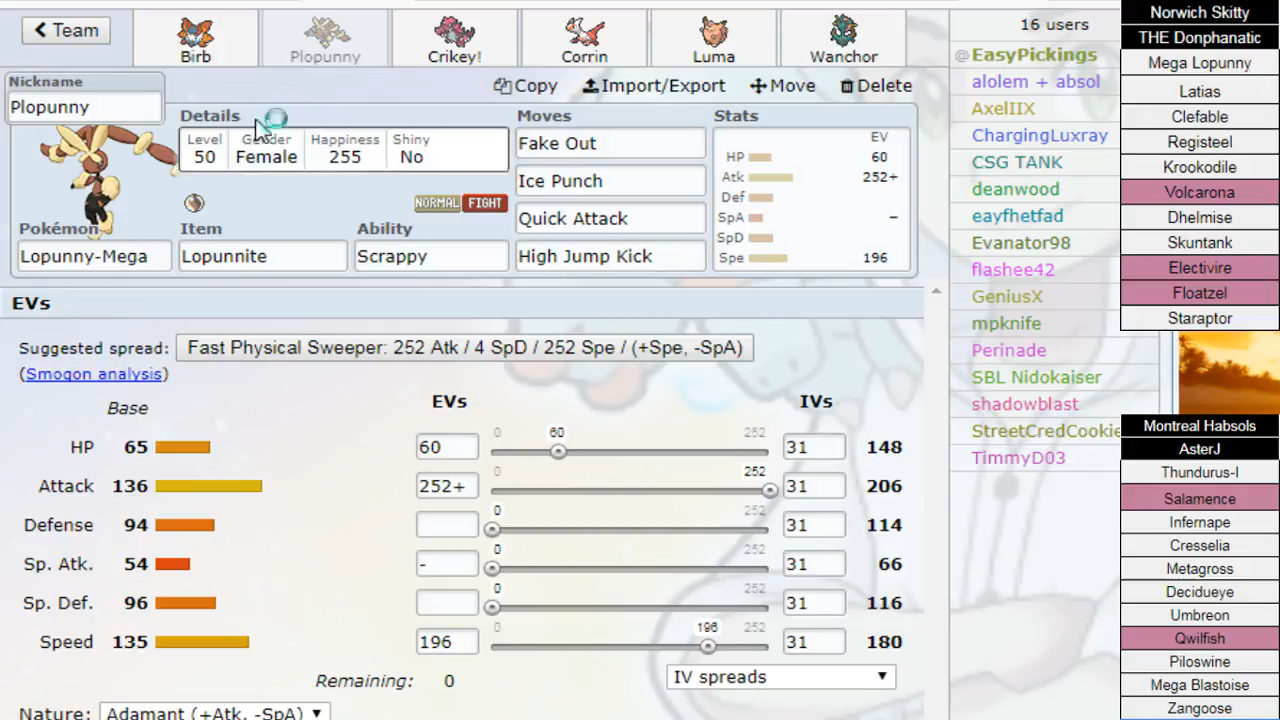 Team
Birb
Plopunny
Crikey!
Corrin
Luma
Wanchor
Copy
Import/Export
Move
Delete
Nickname
Plopunny
Details
Level
50
Gender
Female
Happiness
255
Shiny
No
NORMAL FIGHT
Pokémon
Lopunny-Mega
Item
Lopunnite
Ability
Scrappy
Moves
Fake Out
Ice Punch
Quick Attack
High Jump Kick
Stats
EV
HP 60
Atk 252+
Def
SpA –
SpD
Spe 196
EVs
Suggested spread: Fast Physical Sweeper: 252 Atk / 4 SpD / 252 Spe / (+Spe, -SpA)
(Smogon analysis)
Base EVs IVs
HP 65 60 0 60 252 31 148
Attack 136 252+ 252 31 206
Defense 94 0 252 31 114
Sp. Atk. 54 - 0 252 31 66
Sp. Def. 96 0 252 31 116
Speed 135 196 0 196 252 31 180
Remaining: 0
IV spreads
Nature: Adamant (+Atk, -SpA)
16 users
@EasyPickings
alolem + absol
AxelIIX
ChargingLuxray
CSG TANK
deanwood
eayfhetfad
Evanator98
flashee42
GeniusX
mpknife
Perinade
SBL Nidokaiser
shadowblast
StreetCredCookie
TimmyD03
Norwich Skitty
THE Donphanatic
Mega Lopunny
Latias
Clefable
Registeel
Krookodile
Volcarona
Dhelmise
Skuntank
Electivire
Floatzel
Staraptor
Montreal Habsols
AsterJ
Thundurus-I
Salamence
Infernape
Cresselia
Metagross
Decidueye
Umbreon
Qwilfish
Piloswine
Mega Blastoise
Zangoose